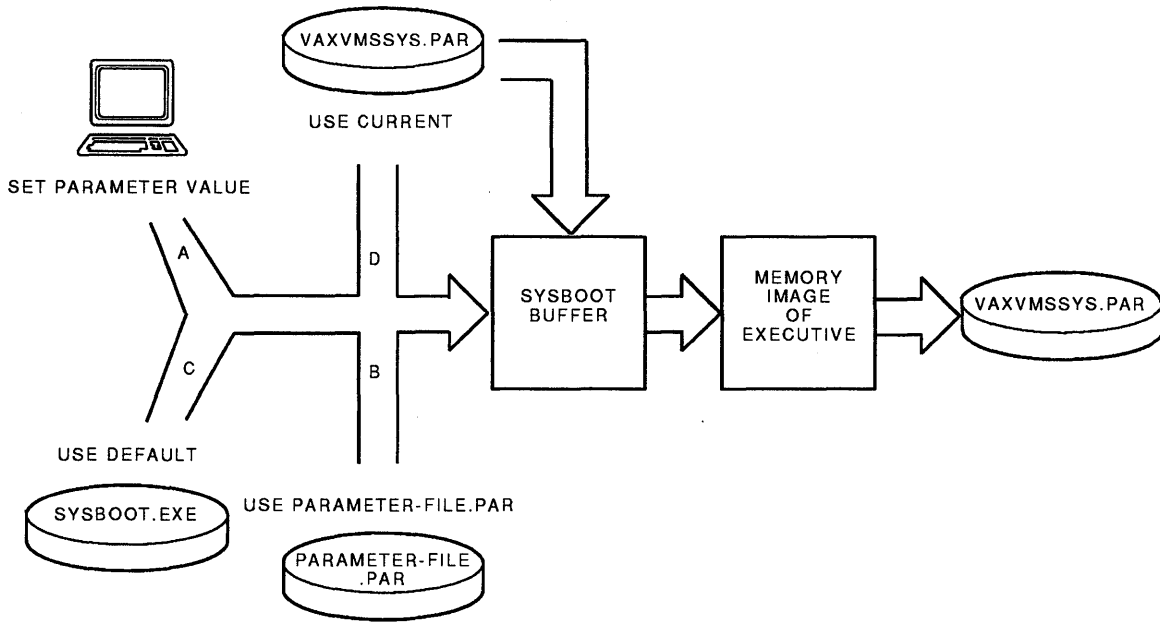 VAXVMSSYS.PAR
USE CURRENT
SET PARAMETER VALUE
A
D
SYSBOOT
BUFFER
MEMORY
IMAGE
OF
EXECUTIVE
VAXVMSSYS.PAR
C
B
USE DEFAULT
SYSBOOT.EXE
USE PARAMETER-FILE.PAR
PARAMETER-FILE
.PAR